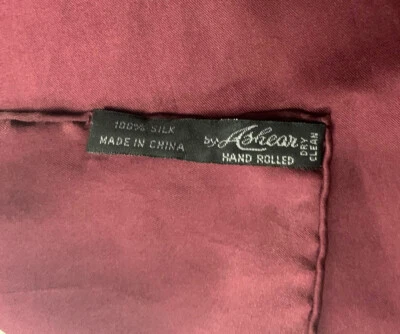 100% SILK
MADE IN CHINA
by Ashear
HAND ROLLED
DRY
CLEAN